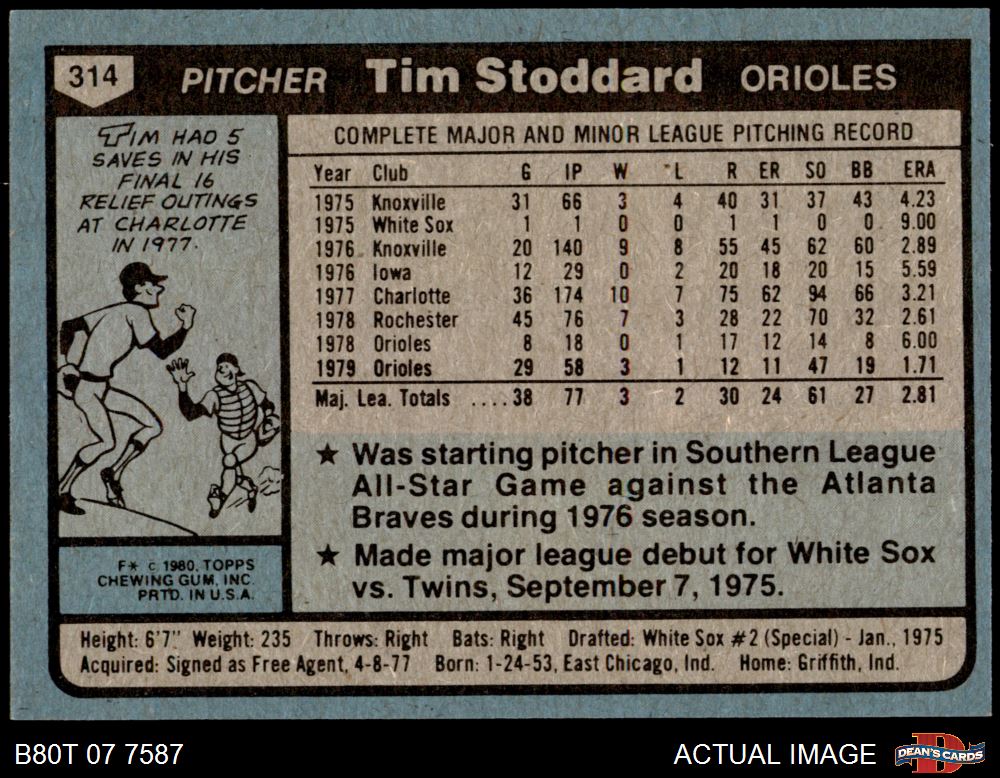 314 PITCHER Tim Stoddard ORIOLES
TIM HAD 5
SAVES IN HIS
FINAL 16
RELIEF OUTINGS
AT CHARLOTTE
IN 1977.
COMPLETE MAJOR AND MINOR LEAGUE PITCHING RECORD
Year Club G IP W L R ER SO BB ERA
1975 Knoxville 31 66 3 4 40 31 37 43 4.23
1975 White Sox 1 1 0 0 1 1 0 0 9.00
1976 Knoxville 20 140 9 8 55 45 62 60 2.89
1976 Iowa 12 29 0 2 20 18 20 15 5.59
1977 Charlotte 36 174 10 7 75 62 94 66 3.21
1978 Rochester 45 76 7 3 28 22 70 32 2.61
1978 Orioles 8 18 0 1 17 12 14 8 6.00
1979 Orioles 29 58 3 1 12 11 47 19 1.71
Maj. Lea. Totals ....38 77 3 2 30 24 61 27 2.81
★ Was starting pitcher in Southern League
All-Star Game against the Atlanta
Braves during 1976 season.
★ Made major league debut for White Sox
vs. Twins, September 7, 1975.
F* © 1980, TOPPS
CHEWING GUM, INC.
PRTD. IN U.S.A.
Height: 6'7" Weight: 235 Throws: Right Bats: Right Drafted: White Sox #2 (Special) - Jan., 1975
Acquired: Signed as Free Agent, 4-8-77 Born: 1-24-53, East Chicago, Ind. Home: Griffith, Ind.
B80T 07 7587 ACTUAL IMAGE DEAN'S CARDS